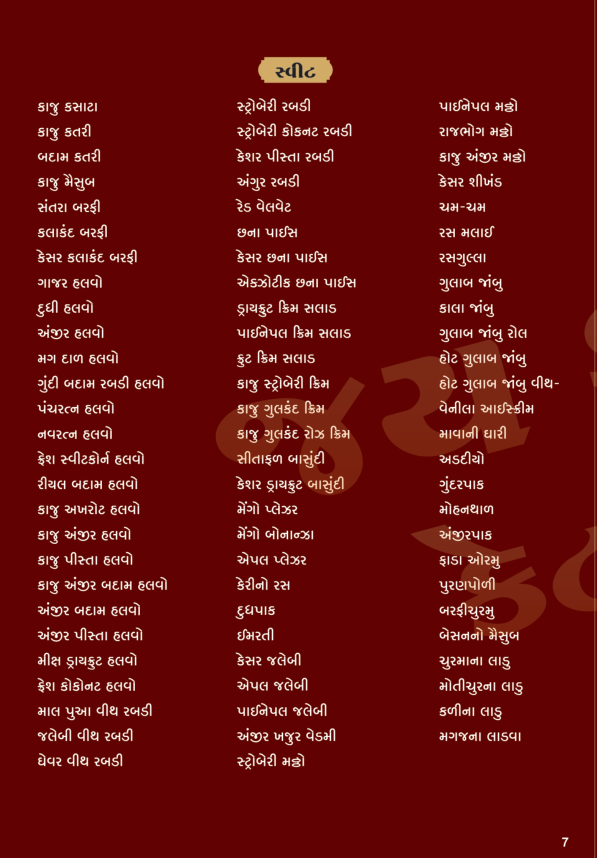 સ્વીટ
કાજુ કસાટા
કાજુ કતરી
બદામ કતરી
કાજુ મૈસુબ
સંતરા બરફી
કલાકંદ બરફી
કેસર કલાકંદ બરફી
ગાજર હલવો
દુધી હલવો
અંજીર હલવો
મગ દાળ હલવો
ગુંદી બદામ રબડી હલવો
પંચરત્ન હલવો
નવરત્ન હલવો
ફ્રેશ સ્વીટકોર્ન હલવો
રીયલ બદામ હલવો
કાજુ અખરોટ હલવો
કાજુ અંજીર હલવો
કાજુ પીસ્તા હલવો
કાજુ અંજીર બદામ હલવો
અંજીર બદામ હલવો
અંજીર પીસ્તા હલવો
મીક્ષ ડ્રાયફ્રુટ હલવો
ફ્રેશ કોકોનટ હલવો
માલ પુઆ વીથ રબડી
જલેબી વીથ રબડી
ઘેવર વીથ રબડી
સ્ટ્રોબેરી રબડી
સ્ટ્રોબેરી કોકનટ રબડી
કેશર પીસ્તા રબડી
અંગુર રબડી
રેડ વેલવેટ
છના પાઈસ
કેસર છના પાઈસ
એક્ઝોટીક છના પાઈસ
ડ્રાયફ્રુટ ક્રિમ સલાડ
પાઈનેપલ ક્રિમ સલાડ
ફ્રુટ ક્રિમ સલાડ
કાજુ સ્ટ્રોબેરી ક્રિમ
કાજુ ગુલકંદ ક્રિમ
કાજુ ગુલકંદ રોઝ ક્રિમ
સીતાફળ બાસુંદી
કેશર ડ્રાયફ્રુટ બાસુંદી
મેંગો પ્લેઝર
મેંગો બોનાન્ઝા
એપલ પ્લેઝર
કેરીનો રસ
દુધપાક
ઈમરતી
કેસર જલેબી
એપલ જલેબી
પાઈનેપલ જલેબી
અંજીર ખજુર વેડમી
સ્ટ્રોબેરી મઠ્ઠો
પાઈનેપલ મઠ્ઠો
રાજભોગ મઠ્ઠો
કાજુ અંજીર મઠ્ઠો
કેસર શીખંડ
ચમ-ચમ
રસ મલાઈ
રસગુલ્લા
ગુલાબ જાંબુ
કાલા જાંબુ
ગુલાબ જાંબુ રોલ
હોટ ગુલાબ જાંબુ
હોટ ગુલાબ જાંબુ વીથ-
વેનીલા આઈસ્ક્રીમ
માવાની ઘારી
અડદીયો
ગુંદરપાક
મોહનથાળ
અંજીરપાક
ફાડા ઓરમુ
પુરણપોળી
બરફીચુરમુ
બેસનનો મૈસુબ
ચુરમાના લાડુ
મોતીચુરના લાડુ
કળીના લાડુ
મગજના લાડવા
7